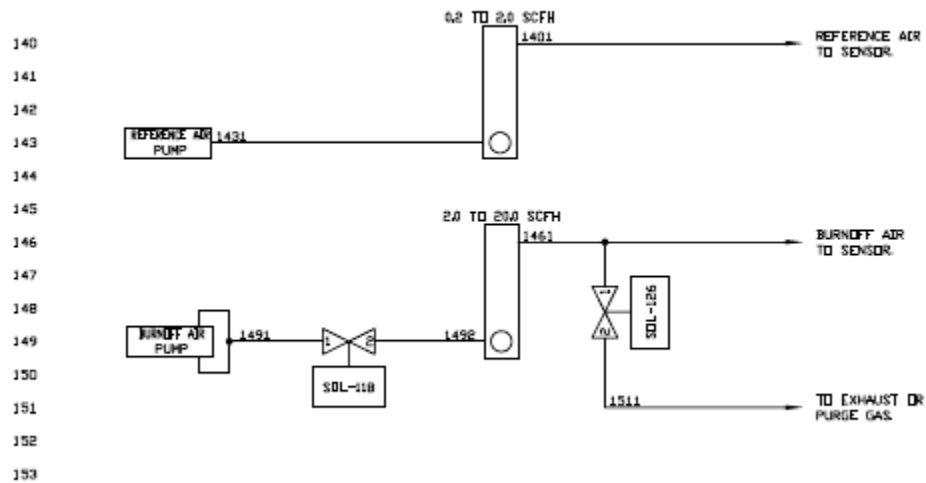 0.2 TO 2.0 SCFH
140
1401
REFERENCE AIR
TO SENSOR.
141
142
143
REFERENCE AIR
PUMP
1431
144
145
2.0 TO 20.0 SCFH
146
1461
BURNOFF AIR
TO SENSOR.
147
1
148
SOL-126
2
149
BURNOFF AIR
PUMP
1491
1
2
1492
150
SOL-118
151
1511
TO EXHAUST OR
PURGE GAS.
152
153